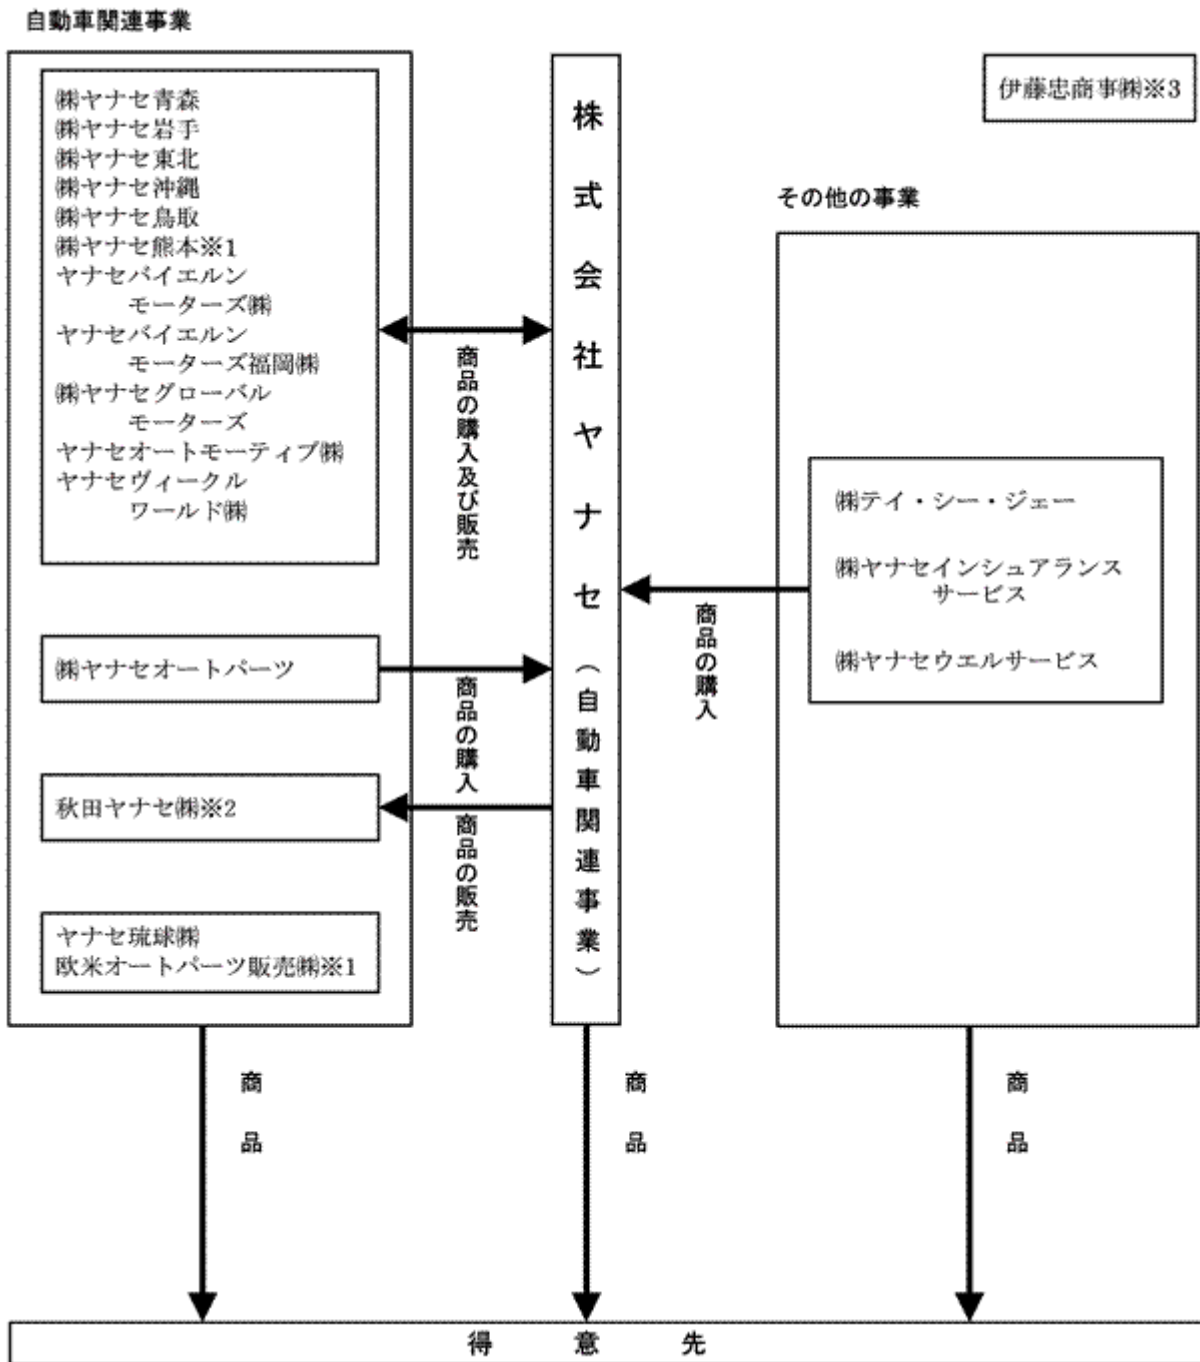 自動車関連事業
㈱ヤナセ青森
㈱ヤナセ岩手
㈱ヤナセ東北
㈱ヤナセ沖縄
㈱ヤナセ鳥取
㈱ヤナセ熊本※1
ヤナセバイエルン
モーターズ㈱
ヤナセバイエルン
モーターズ福岡㈱
㈱ヤナセグローバル
モーターズ
ヤナセオートモーティブ㈱
ヤナセヴィークル
ワールド㈱
㈱ヤナセオートパーツ
秋田ヤナセ㈱※2
ヤナセ琉球㈱
欧米オートパーツ販売㈱※1
商品の購入及び販売
商品の購入
商品の販売
株式会社ヤナセ（自動車関連事業）
伊藤忠商事㈱※3
その他の事業
㈱テイ・シー・ジェー
㈱ヤナセインシュアランス
サービス
㈱ヤナセウエルサービス
商品の購入
商品
商品
商品
得意先